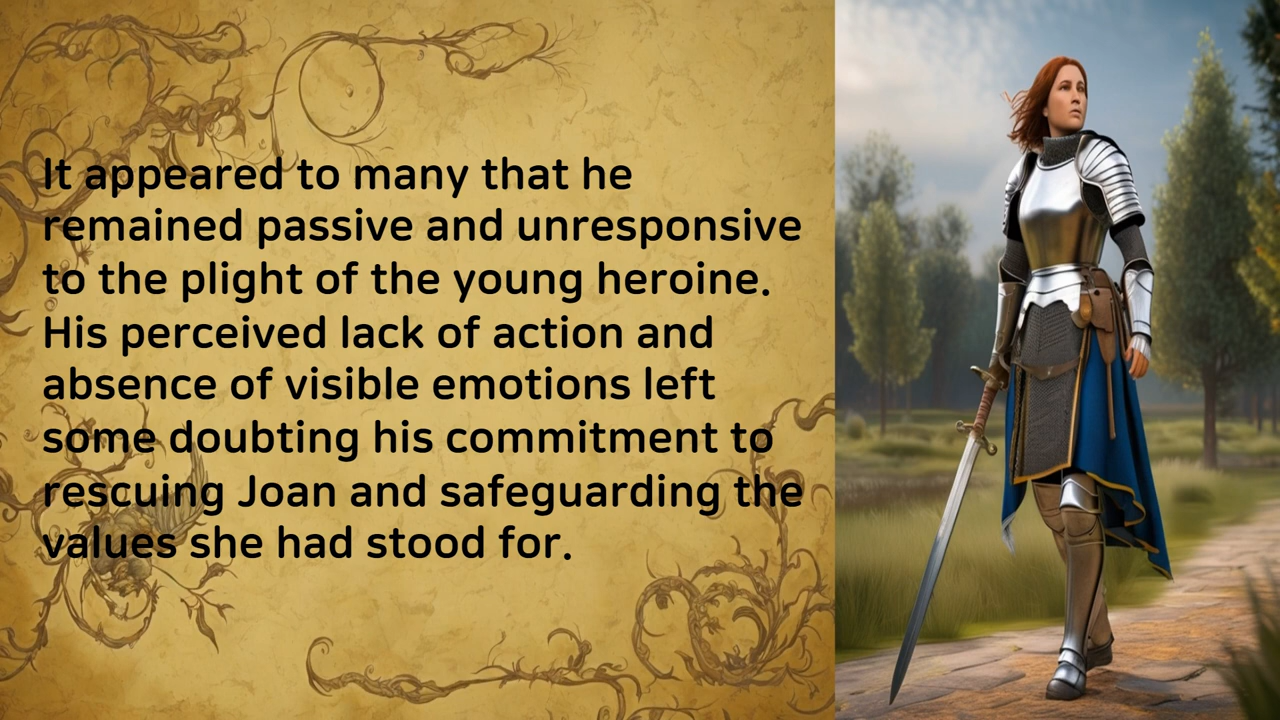 It appeared to many that he
remained passive and unresponsive
to the plight of the young heroine.
His perceived lack of action and
absence of visible emotions left
some doubting his commitment to
rescuing Joan and safeguarding the
values she had stood for.